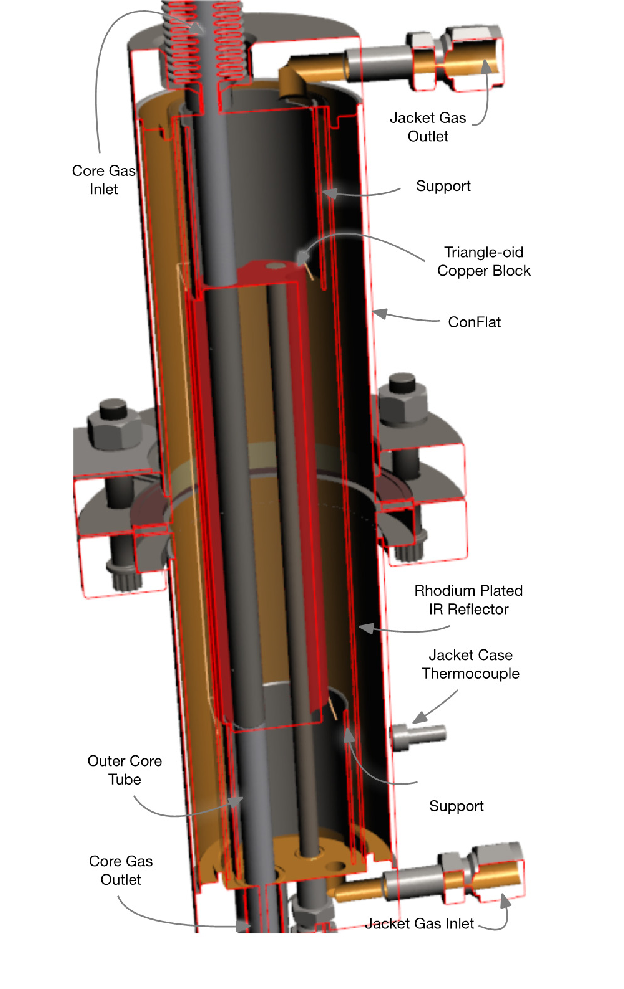 Jacket Gas
Outlet
Core Gas
Inlet
Support
Triangle-oid
Copper Block
ConFlat
Rhodium Plated
IR Reflector
Jacket Case
Thermocouple
Outer Core
Tube
Support
Core Gas
Outlet
Jacket Gas Inlet